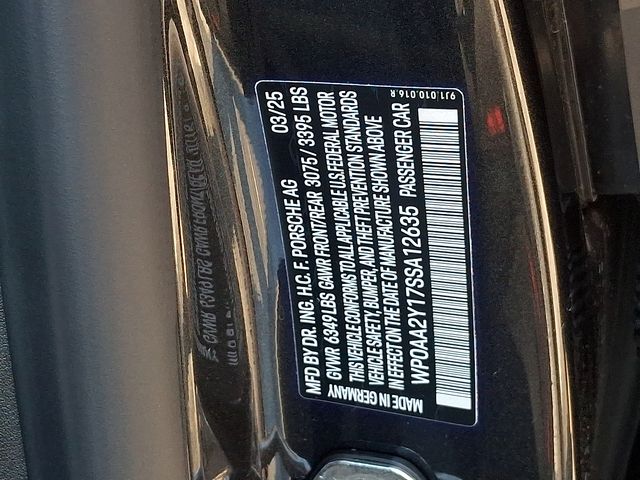 MFD BY DR. ING. H.C. F. PORSCHE AG 03/25
GVWR 6349 LBS GAWR FRONT/REAR 3075 / 3395 LBS
THIS VEHICLE CONFORMS TO ALL APPLICABLE U.S. FEDERAL MOTOR
VEHICLE SAFETY, BUMPER, AND THEFT PREVENTION STANDARDS
IN EFFECT ON THE DATE OF MANUFACTURE SHOWN ABOVE
WP0AA2Y17SSA12635 PASSENGER CAR
MADE IN GERMANY
9J1.010.016.R